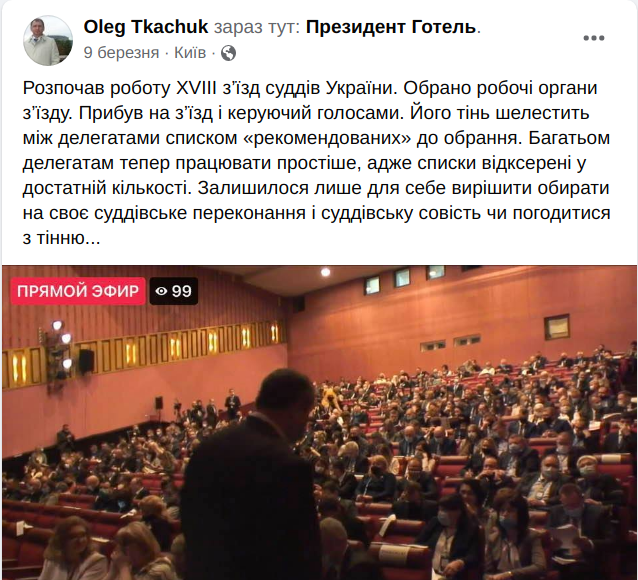 Oleg Tkachuk зараз тут: Президент Готель.
9 березня · Київ ·
Розпочав роботу XVIII з’їзд суддів України. Обрано робочі органи
з’їзду. Прибув на з’їзд і керуючий голосами. Його тінь шелестить
між делегатами списком «рекомендованих» до обрання. Багатьом
делегатам тепер працювати простіше, адже списки відксерені у
достатній кількості. Залишилося лише для себе вирішити обирати
на своє суддівське переконання і суддівську совість чи погодитися
з тінню...
ПРЯМОЙ ЭФИР 99